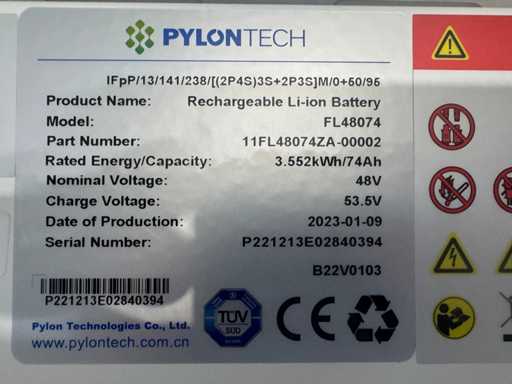 PYLONTECH
IFpP/13/141/238/[(2P4S)3S+2P3S]M/0+50/95
Product Name: Rechargeable Li-ion Battery
Model: FL48074
Part Number: 11FL48074ZA-00002
Rated Energy/Capacity: 3.552kWh/74Ah
Nominal Voltage: 48V
Charge Voltage: 53.5V
Date of Production: 2023-01-09
Serial Number: P221213E02840394
B22V0103
P221213E02840394
Pylon Technologies Co., Ltd.
www.pylontech.com.cn
TÜV
SÜD
CE